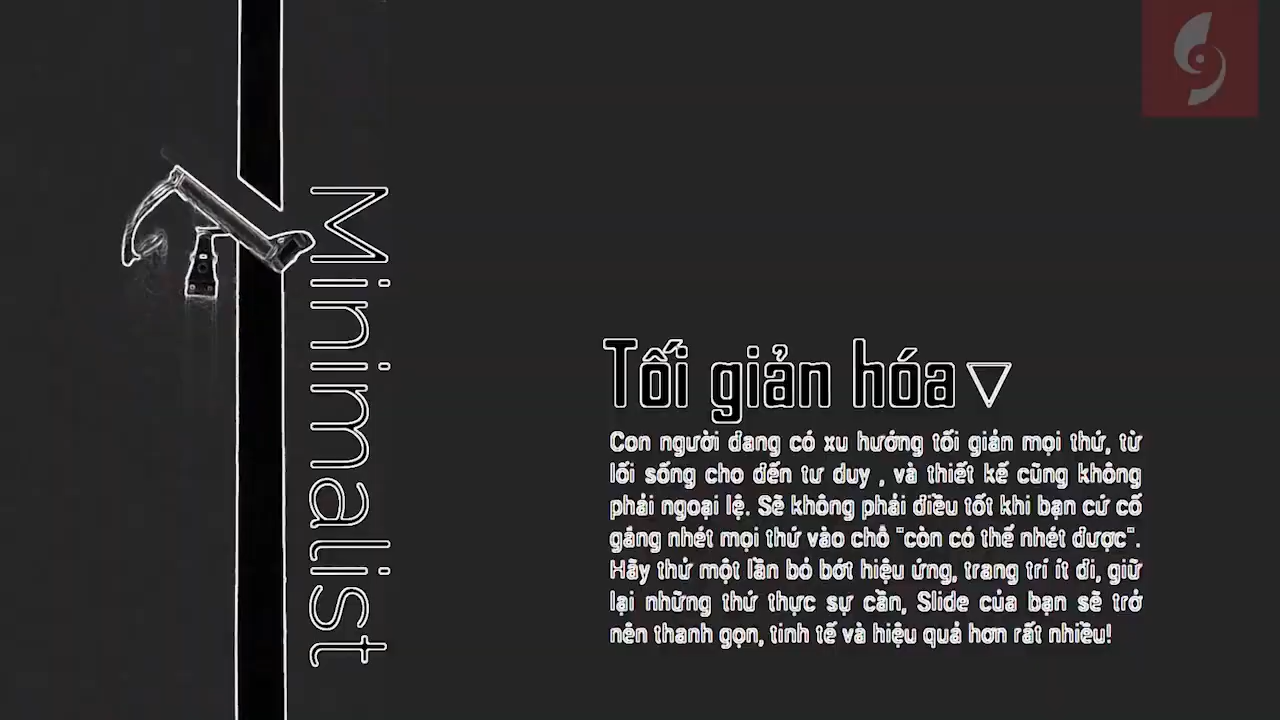 Minimalist
Tối giản hóa
Con người đang có xu hướng tối giản mọi thứ, từ
lối sống cho đến tư duy , và thiết kế cũng không
phải ngoại lệ. Sẽ không phải điều tốt khi bạn cứ cố
gắng nhét mọi thứ vào chỗ "còn có thể nhét được".
Hãy thử một lần bỏ bớt hiệu ứng, trang trí ít đi, giữ
lại những thứ thực sự cần, Slide của bạn sẽ trở
nên thanh gọn, tinh tế và hiệu quả hơn rất nhiều!